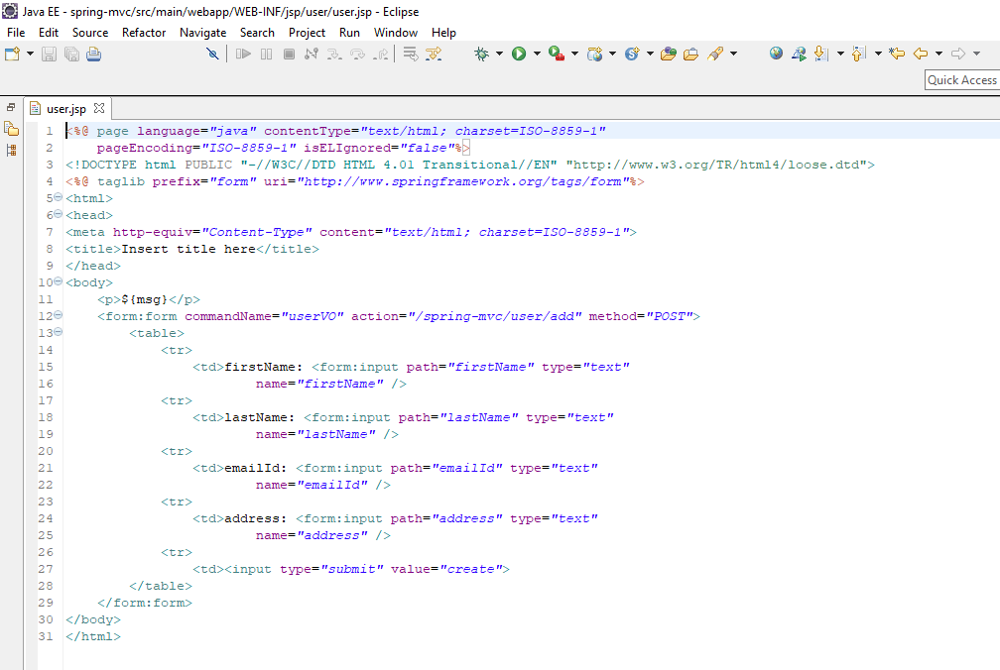 Java EE - spring-mvc/src/main/webapp/WEB-INF/jsp/user/user.jsp - Eclipse
File Edit Source Refactor Navigate Search Project Run Window Help
Quick Access
user.jsp
1 <%@ page language="java" contentType="text/html; charset=ISO-8859-1"
2 pageEncoding="ISO-8859-1" isELIgnored="false"%>
3 <!DOCTYPE html PUBLIC "-//W3C//DTD HTML 4.01 Transitional//EN" "http://www.w3.org/TR/html4/loose.dtd">
4 <%@ taglib prefix="form" uri="http://www.springframework.org/tags/form"%>
5 <html>
6 <head>
7 <meta http-equiv="Content-Type" content="text/html; charset=ISO-8859-1">
8 <title>Insert title here</title>
9 </head>
10 <body>
11 <p>${msg}</p>
12 <form:form commandName="userVO" action="/spring-mvc/user/add" method="POST">
13 <table>
14 <tr>
15 <td>firstName: <form:input path="firstName" type="text"
16 name="firstName" />
17 <tr>
18 <td>lastName: <form:input path="lastName" type="text"
19 name="lastName" />
20 <tr>
21 <td>emailId: <form:input path="emailId" type="text"
22 name="emailId" />
23 <tr>
24 <td>address: <form:input path="address" type="text"
25 name="address" />
26 <tr>
27 <td><input type="submit" value="create">
28 </table>
29 </form:form>
30 </body>
31 </html>